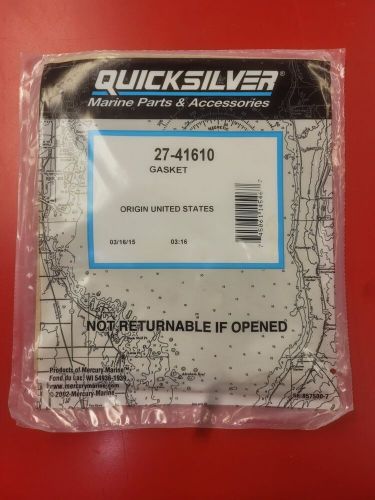 QUICKSILVER®
Marine Parts & Accessories
27-41610
GASKET
ORIGIN UNITED STATES
03/16/15 03:16
NOT RETURNABLE IF OPENED
Products of Mercury Marine
Fond du Lac, WI 54936-1939
www.mercurymarine.com
©2002-Mercury Marine